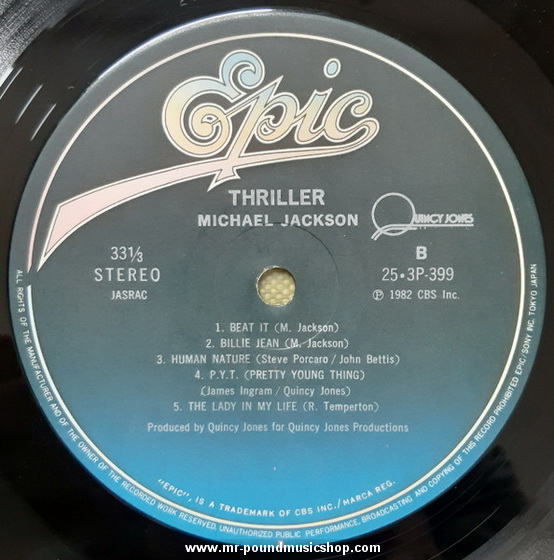 Epic
THRILLER
MICHAEL JACKSON
QUINCY JONES
33⅓
STEREO
JASRAC
B
25・3P-399
℗ 1982 CBS Inc.
1. BEAT IT (M. Jackson)
2. BILLIE JEAN (M. Jackson)
3. HUMAN NATURE (Steve Porcaro/John Bettis)
4. P.Y.T. (PRETTY YOUNG THING)
(James Ingram/Quincy Jones)
5. THE LADY IN MY LIFE (R. Temperton)
Produced by Quincy Jones for Quincy Jones Productions
"EPIC", IS A TRADEMARK OF CBS INC./MARCA REG.
ALL RIGHTS OF THE MANUFACTURER AND OF THE OWNER OF THE RECORDED WORK RESERVED. UNAUTHORIZED PUBLIC PERFORMANCE, BROADCASTING AND COPYING OF THIS RECORD PROHIBITED EPIC/SONY INC. TOKYO JAPAN
www.mr-poundmusicshop.com